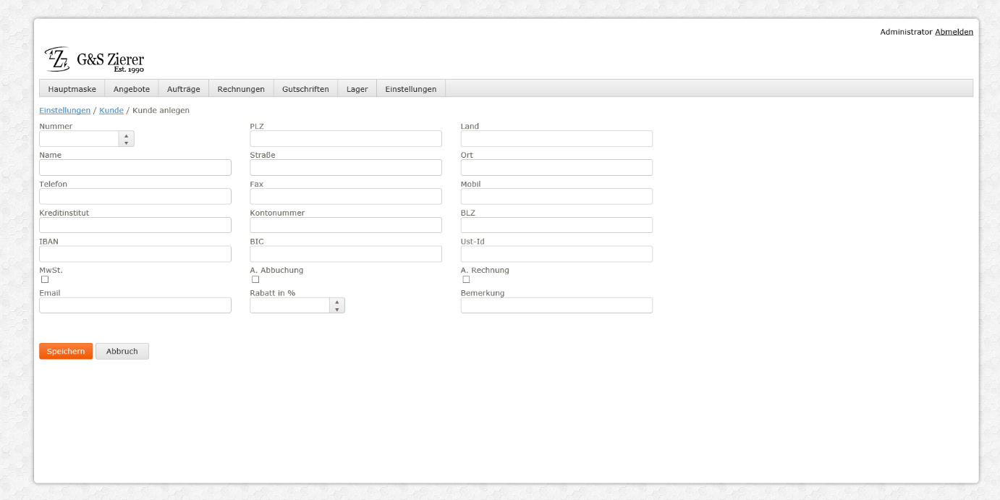 Administrator Abmelden
G&S Zierer
Est. 1990
Hauptmaske Angebote Aufträge Rechnungen Gutschriften Lager Einstellungen
Einstellungen / Kunde / Kunde anlegen
Nummer PLZ Land
Name Straße Ort
Telefon Fax Mobil
Kreditinstitut Kontonummer BLZ
IBAN BIC Ust-Id
MwSt. A. Abbuchung A. Rechnung
Email Rabatt in % Bemerkung
Speichern Abbruch